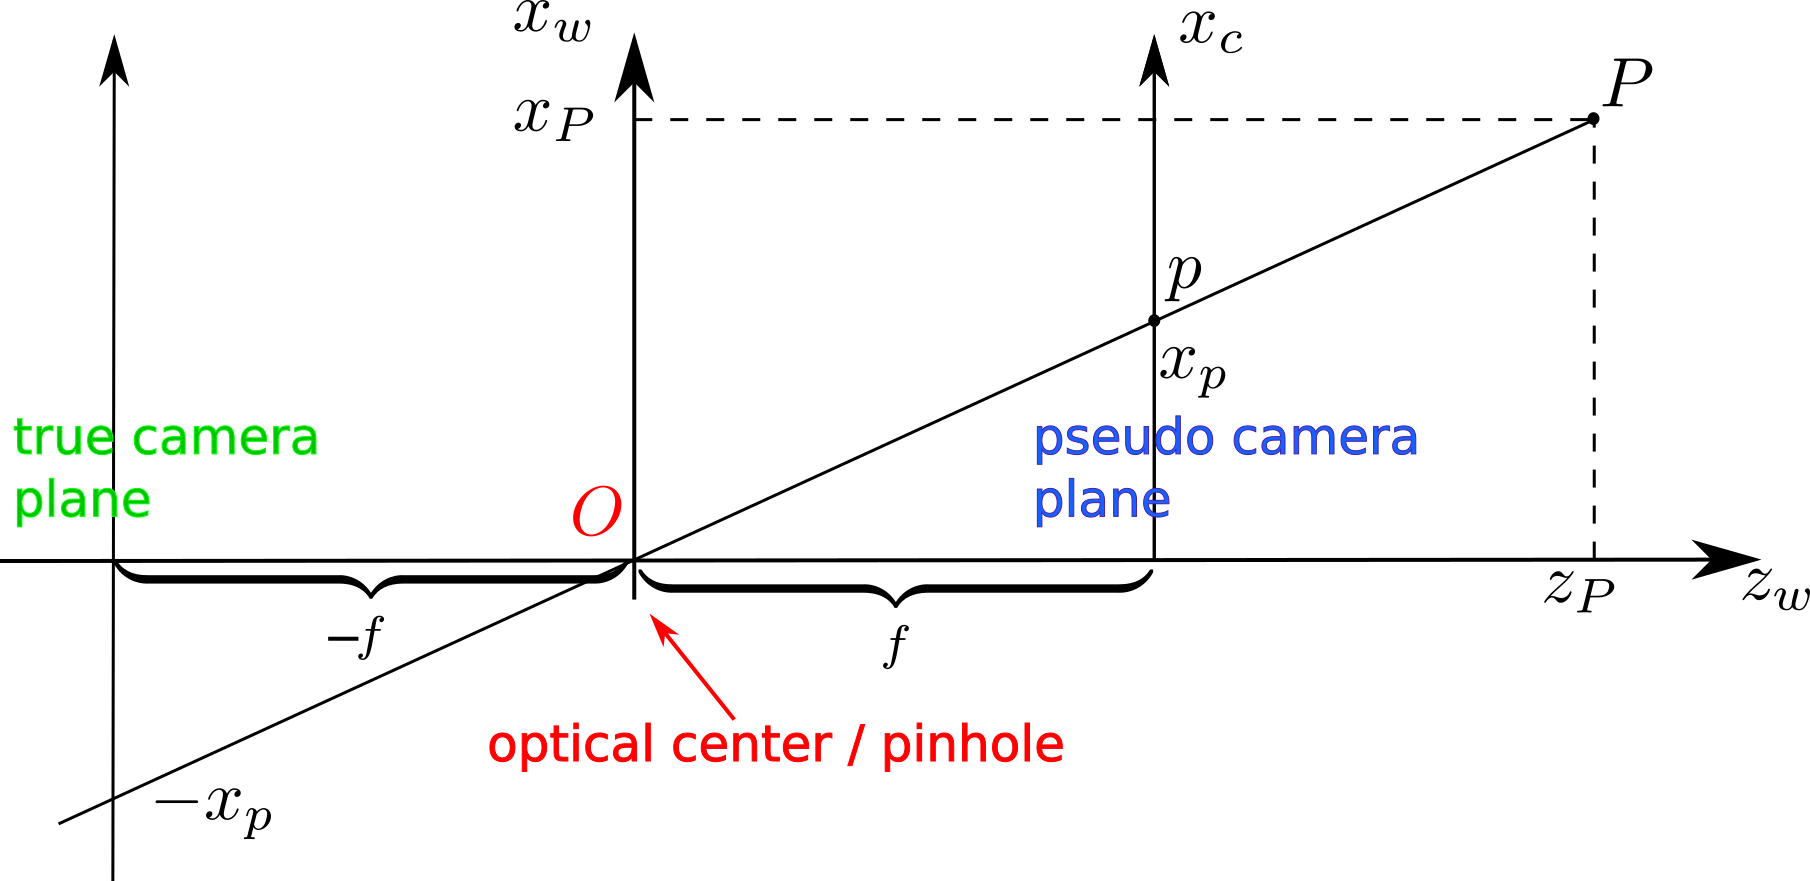 x_w
x_c
x_P
P
p
x_p
true camera
plane
pseudo camera
plane
O
z_P
z_w
−f
f
optical center / pinhole
−x_p